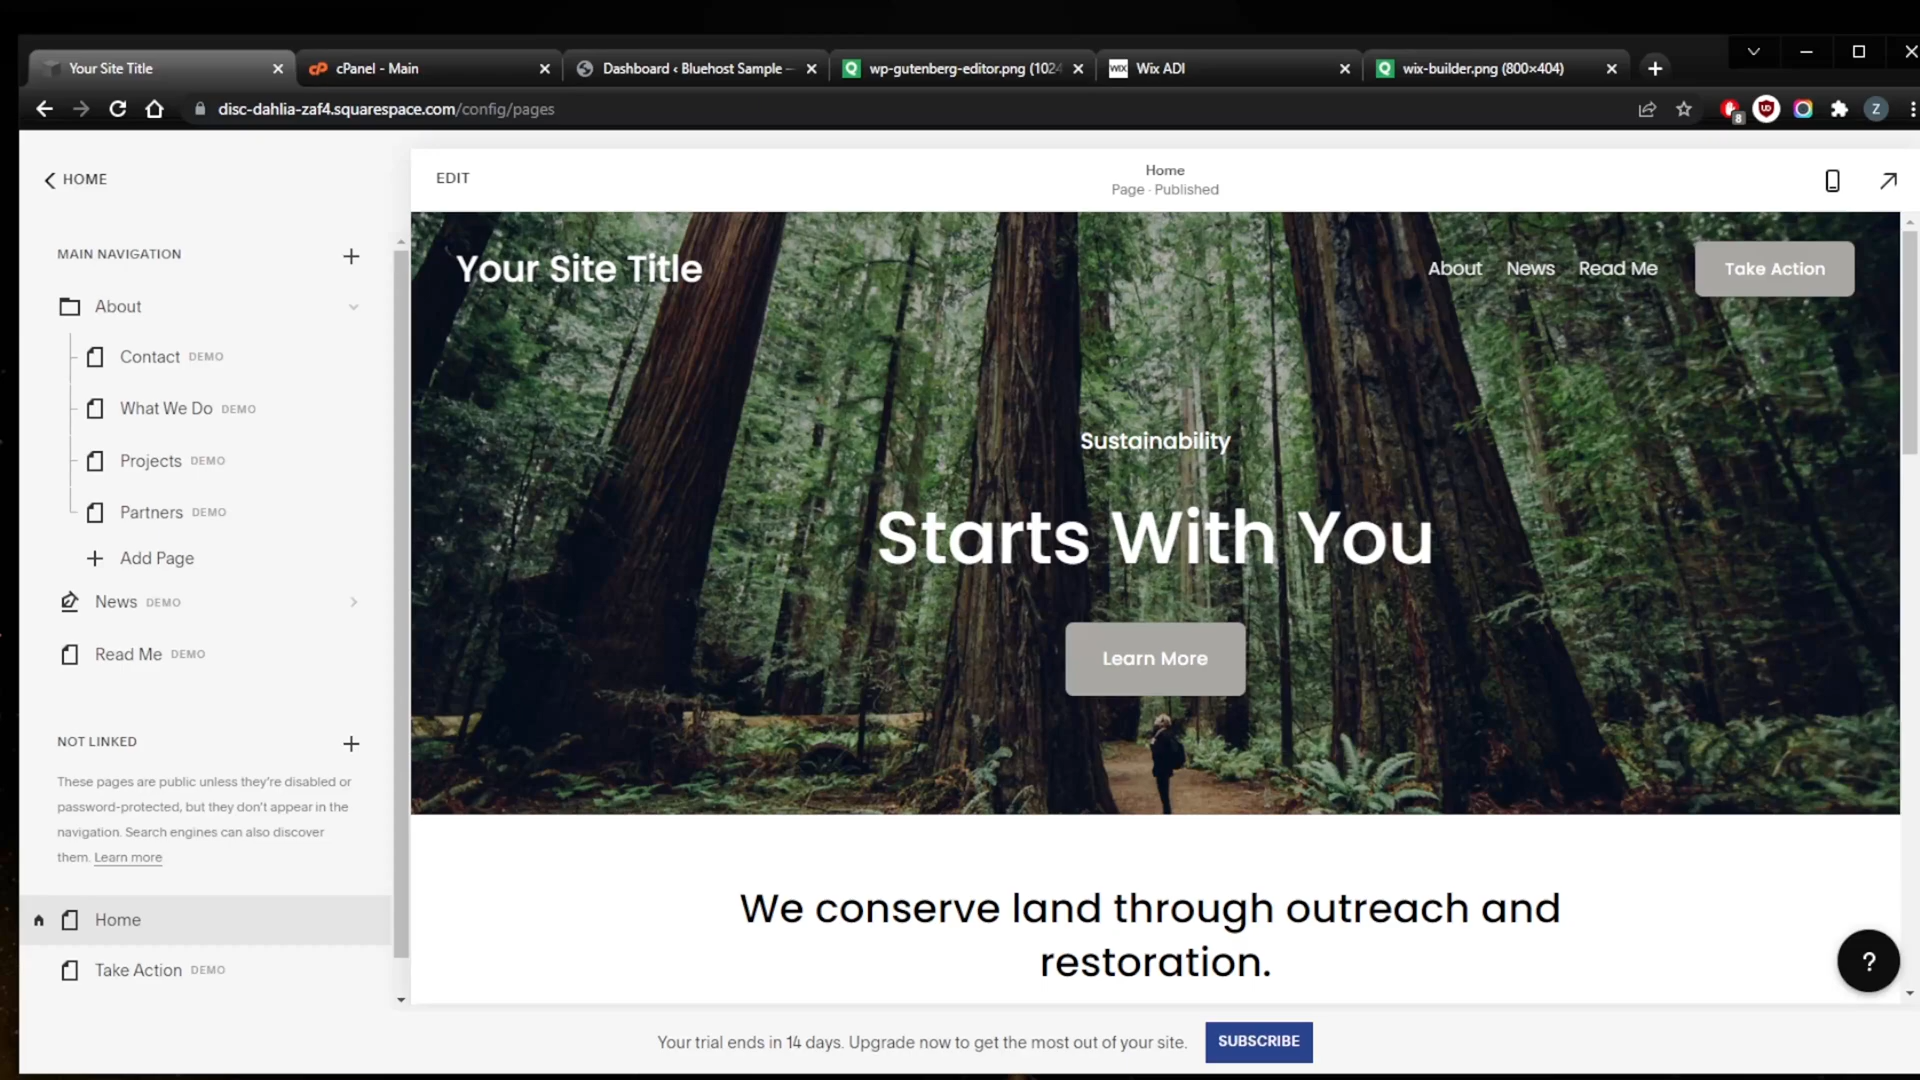 Your Site Title
cPanel - Main
Dashboard ‹ Bluehost Sample –
wp-gutenberg-editor.png (1024
WIX Wix ADI
wix-builder.png (800×404)
disc-dahlia-zaf4.squarespace.com/config/pages
8
Z
HOME
EDIT
Home
Page · Published
MAIN NAVIGATION
About
Contact DEMO
What We Do DEMO
Projects DEMO
Partners DEMO
Add Page
News DEMO
Read Me DEMO
NOT LINKED
These pages are public unless they're disabled or
password-protected, but they don't appear in the
navigation. Search engines can also discover
them. Learn more
Home
Take Action DEMO
Your Site Title
About News Read Me Take Action
Sustainability
Starts With You
Learn More
We conserve land through outreach and
restoration.
?
Your trial ends in 14 days. Upgrade now to get the most out of your site. SUBSCRIBE